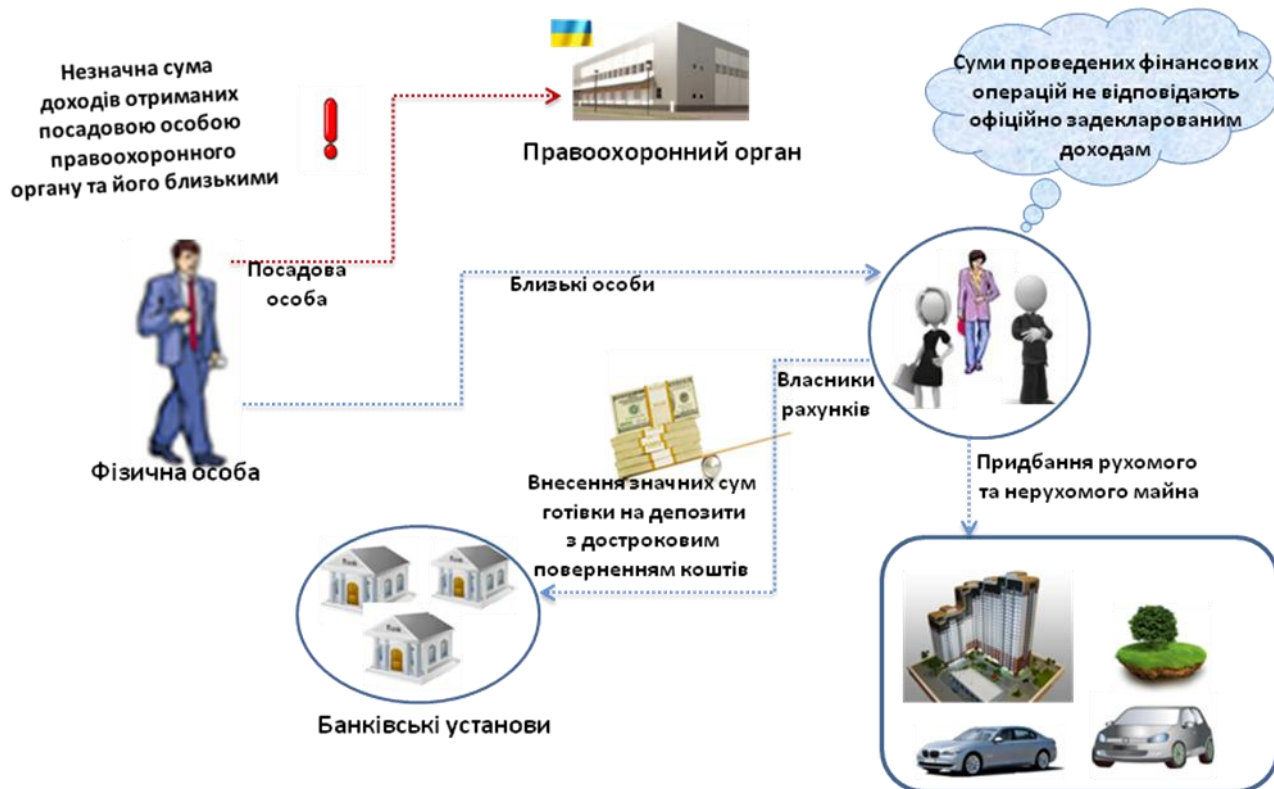 Незначна сума
доходів отриманих
посадовою особою
правоохоронного
органу та його близькими
Правоохоронний орган
Суми проведених фінансових
операцій не відповідають
офіційно задекларованим
доходам
Посадова
особа
Близькі особи
Фізична особа
Власники
рахунків
Внесення значних сум
готівки на депозити
з достроковим
поверненням коштів
Придбання рухомого
та нерухомого майна
Банківські установи